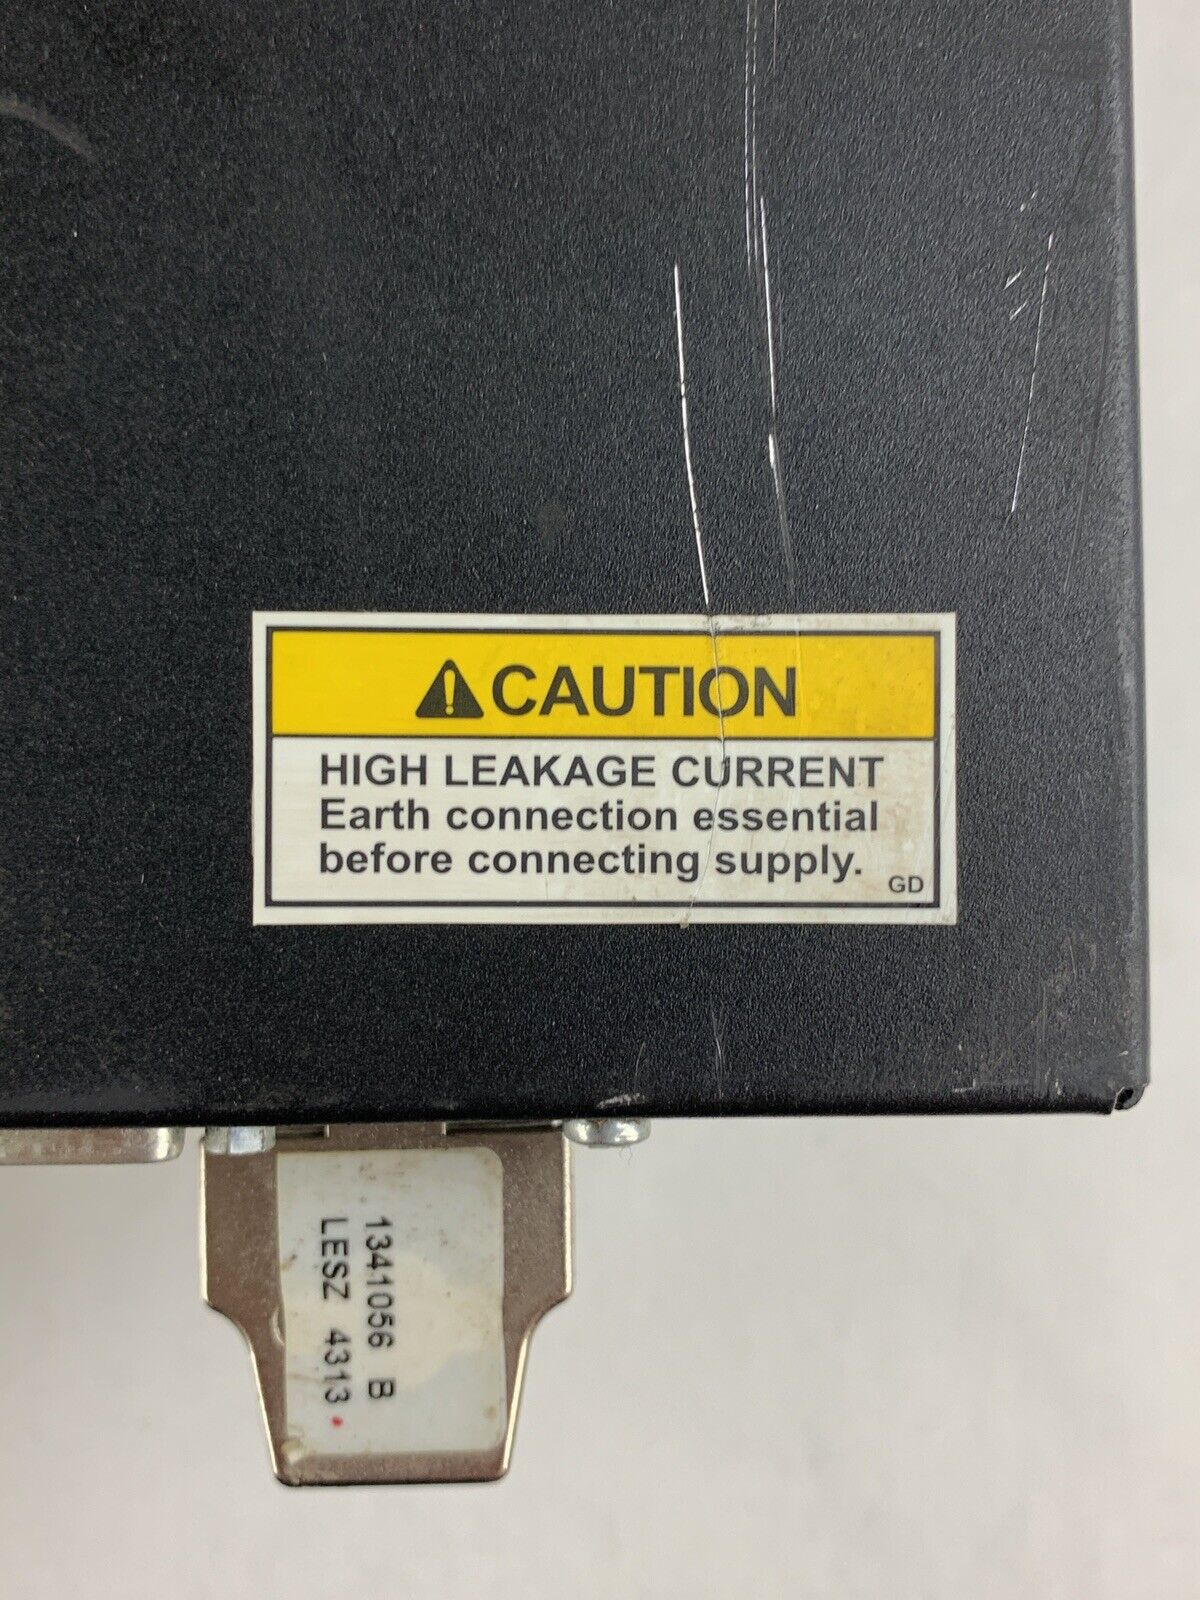 CAUTION
HIGH LEAKAGE CURRENT
Earth connection essential
before connecting supply.
GD
1341056 B
LESZ 4313